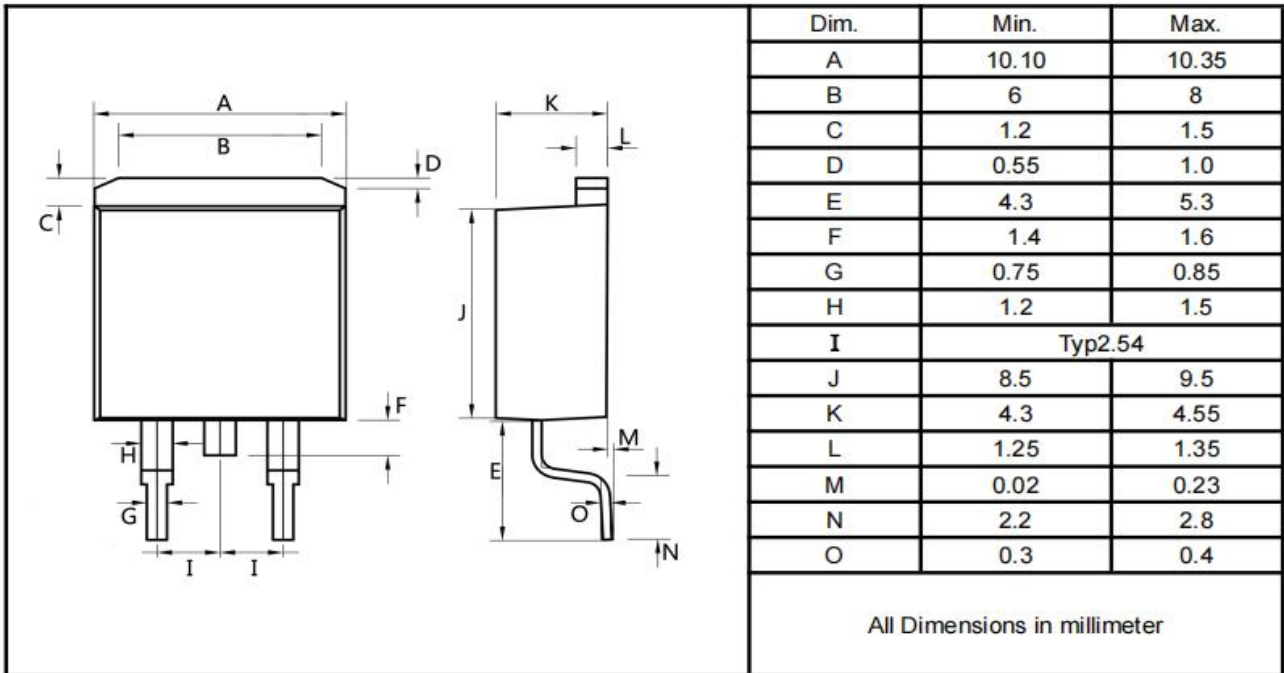 A
B
C
D
F
H
G
I I
K
L
J
E
M
O
N
Dim. Min. Max.
A 10.10 10.35
B 6 8
C 1.2 1.5
D 0.55 1.0
E 4.3 5.3
F 1.4 1.6
G 0.75 0.85
H 1.2 1.5
I Typ2.54
J 8.5 9.5
K 4.3 4.55
L 1.25 1.35
M 0.02 0.23
N 2.2 2.8
O 0.3 0.4
All Dimensions in millimeter